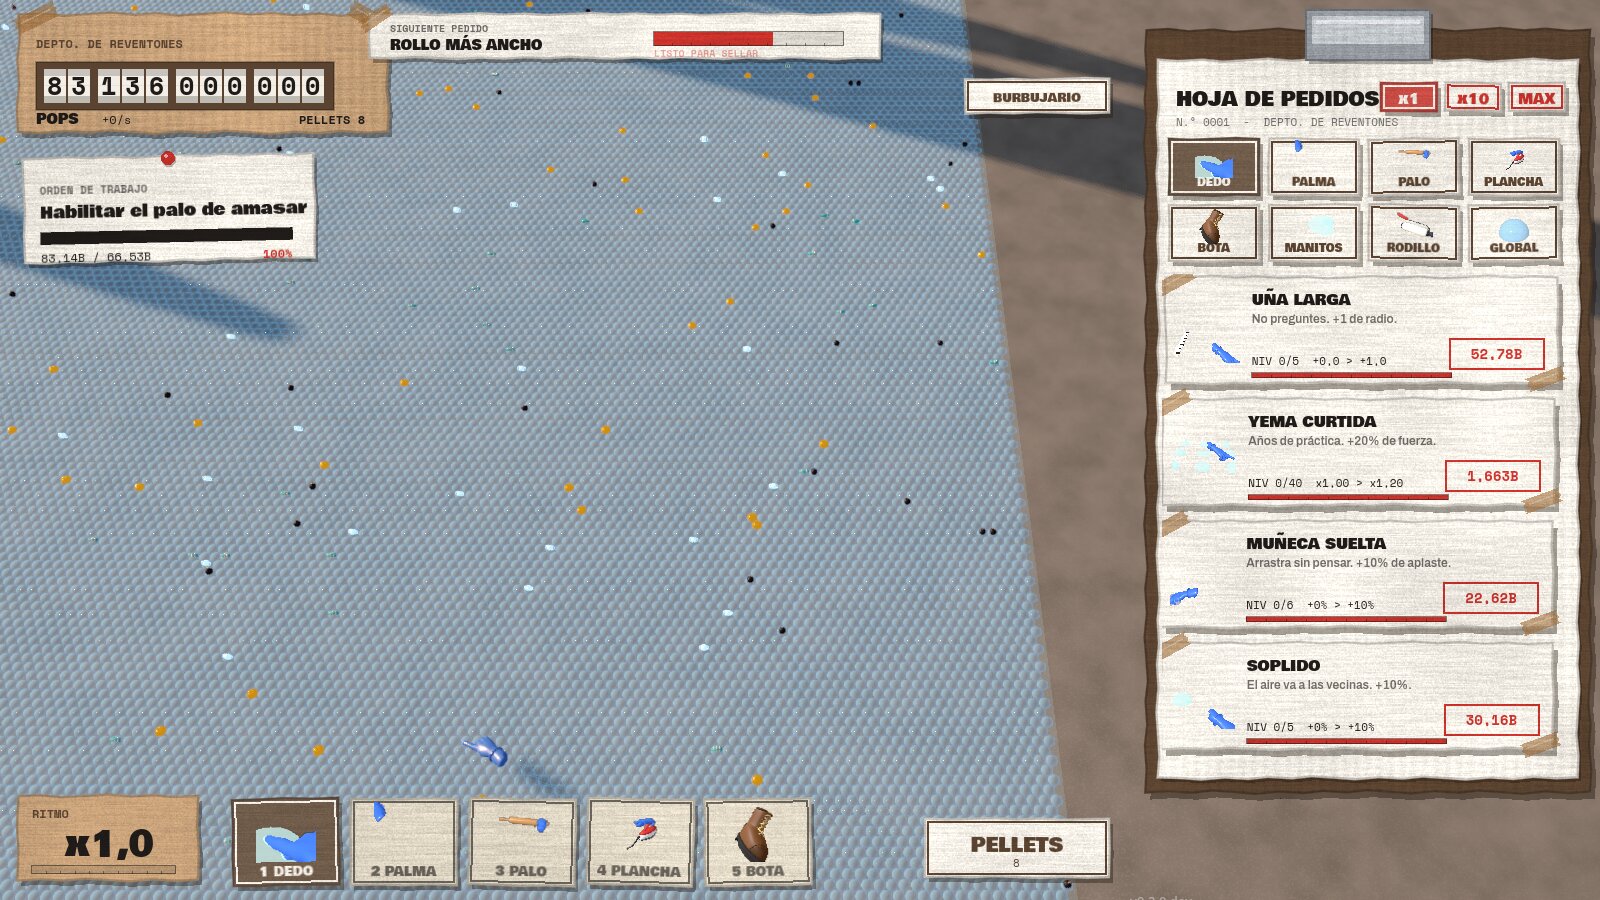 DEPTO. DE REVENTONES
83 136 000 000
POPS +0/s PELLETS 8
SIGUIENTE PEDIDO
ROLLO MÁS ANCHO
LISTO PARA SELLAR
ORDEN DE TRABAJO
Habilitar el palo de amasar
83.14B / 66.53B 100%
BURBUJARIO
HOJA DE PEDIDOS x1 x10 MAX
N.° 0001 - DEPTO. DE REVENTONES
DEDO PALMA PALO PLANCHA
BOTA MANITOS RODILLO GLOBAL
UÑA LARGA
No preguntes. +1 de radio.
NIV 0/5 +0,0 > +1,0 52,78B
YEMA CURTIDA
Años de práctica. +20% de fuerza.
NIV 0/40 x1,00 > x1,20 1,663B
MUÑECA SUELTA
Arrastra sin pensar. +10% de aplaste.
NIV 0/6 +0% > +10% 22,62B
SOPLIDO
El aire va a las vecinas. +10%.
NIV 0/5 +0% > +10% 30,16B
RITMO
x1,0
1 DEDO 2 PALMA 3 PALO 4 PLANCHA 5 BOTA
PELLETS
8